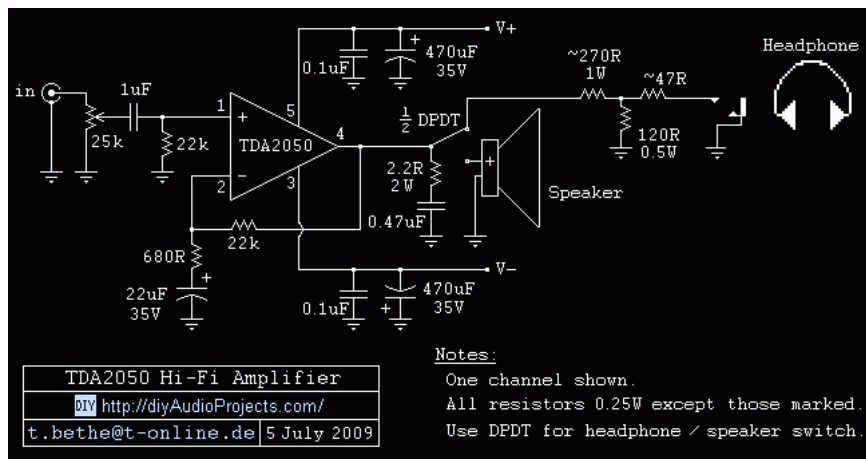 V+
0.1uF
+
470uF
35V
~270R
1W
~47R
Headphone
in
1uF
25k
22k
1
+
5
TDA2050
4
2
−
3
1/2 DPDT
2.2R
2W
0.47uF
+
Speaker
120R
0.5W
22k
680R
+
22uF
35V
V-
0.1uF
+
470uF
35V
TDA2050 Hi-Fi Amplifier
DIY http://diyAudioProjects.com/
t.bethe@t-online.de 5 July 2009
Notes:
One channel shown.
All resistors 0.25W except those marked.
Use DPDT for headphone / speaker switch.